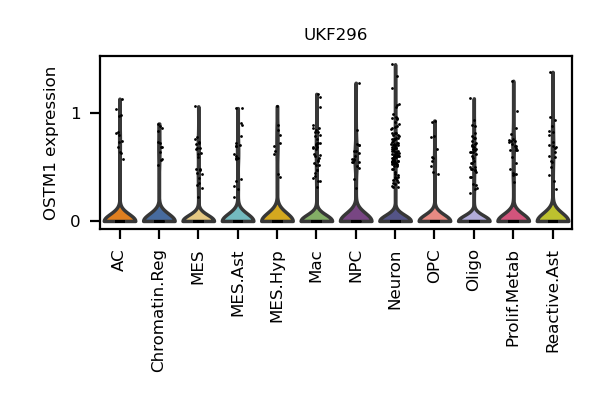 UKF296
OSTM1 expression
1
0
AC
Chromatin.Reg
MES
MES.Ast
MES.Hyp
Mac
NPC
Neuron
OPC
Oligo
Prolif.Metab
Reactive.Ast